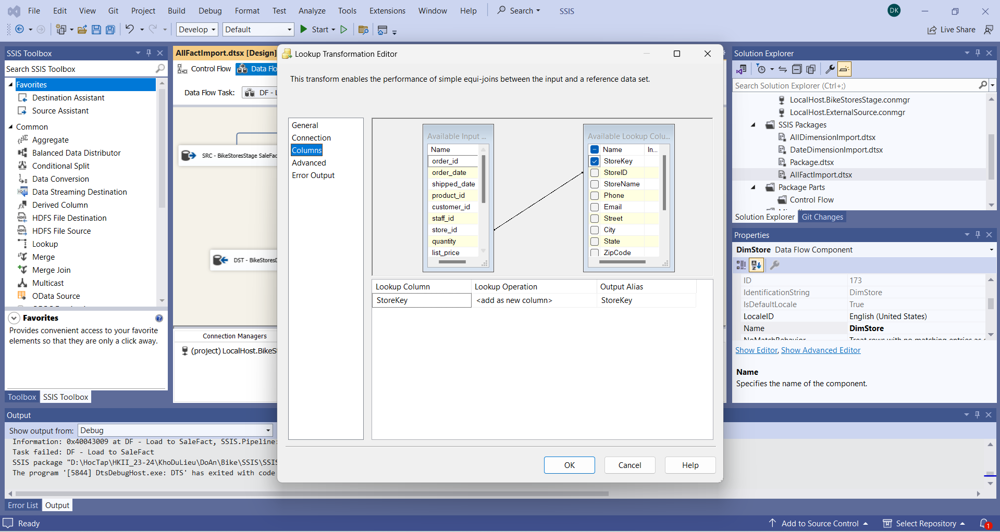 File Edit View Git Project Build Debug Format Test Analyze Tools Extensions Window Help Search SSIS DK
Develop Default Start Live Share
SSIS Toolbox
Search SSIS Toolbox
Favorites
Destination Assistant
Source Assistant
Common
Aggregate
Balanced Data Distributor
Conditional Split
Data Conversion
Data Streaming Destination
Derived Column
HDFS File Destination
HDFS File Source
Lookup
Merge
Merge Join
Multicast
OData Source
Favorites
Provides convenient access to your favorite
elements so that they are only a click away.
Toolbox SSIS Toolbox
AllFactImport.dtsx [Design]
Control Flow Data Flo
Data Flow Task: DF - L
SRC - BikeStoresStage SaleFac
DST - BikeStoresD
Connection Managers
(project) LocalHost.BikeS
Lookup Transformation Editor
This transform enables the performance of simple equi-joins between the input and a reference data set.
General
Connection
Columns
Advanced
Error Output
Available Input ...
Name
order_id
order_date
shipped_date
product_id
customer_id
staff_id
store_id
quantity
list_price
Available Lookup Colu...
Name In...
StoreKey
StoreID
StoreName
Phone
Email
Street
City
State
ZipCode
Lookup Column Lookup Operation Output Alias
StoreKey <add as new column> StoreKey
OK Cancel Help
Solution Explorer
Search Solution Explorer (Ctrl+;)
LocalHost.BikeStoresStage.conmgr
LocalHost.ExternalSource.conmgr
SSIS Packages
AllDimensionImport.dtsx
DateDimensionImport.dtsx
Package.dtsx
AllFactImport.dtsx
Package Parts
Control Flow
Solution Explorer Git Changes
Properties
DimStore Data Flow Component
ID 173
IdentificationString DimStore
IsDefaultLocale True
LocaleID English (United States)
Name DimStore
NoMatchBehavior Treat rows with no matching entries as
Show Editor, Show Advanced Editor
Name
Specifies the name of the component.
Output
Show output from: Debug
Information: 0x40043009 at DF - Load to SaleFact, SSIS.Pipeline:
Task failed: DF - Load to SaleFact
SSIS package "D:\HocTap\HKII_23-24\KhoDuLieu\DoAn\Bike\SSIS\SSIS
The program '[5844] DtsDebugHost.exe: DTS' has exited with code
Error List Output
Ready Add to Source Control Select Repository 1